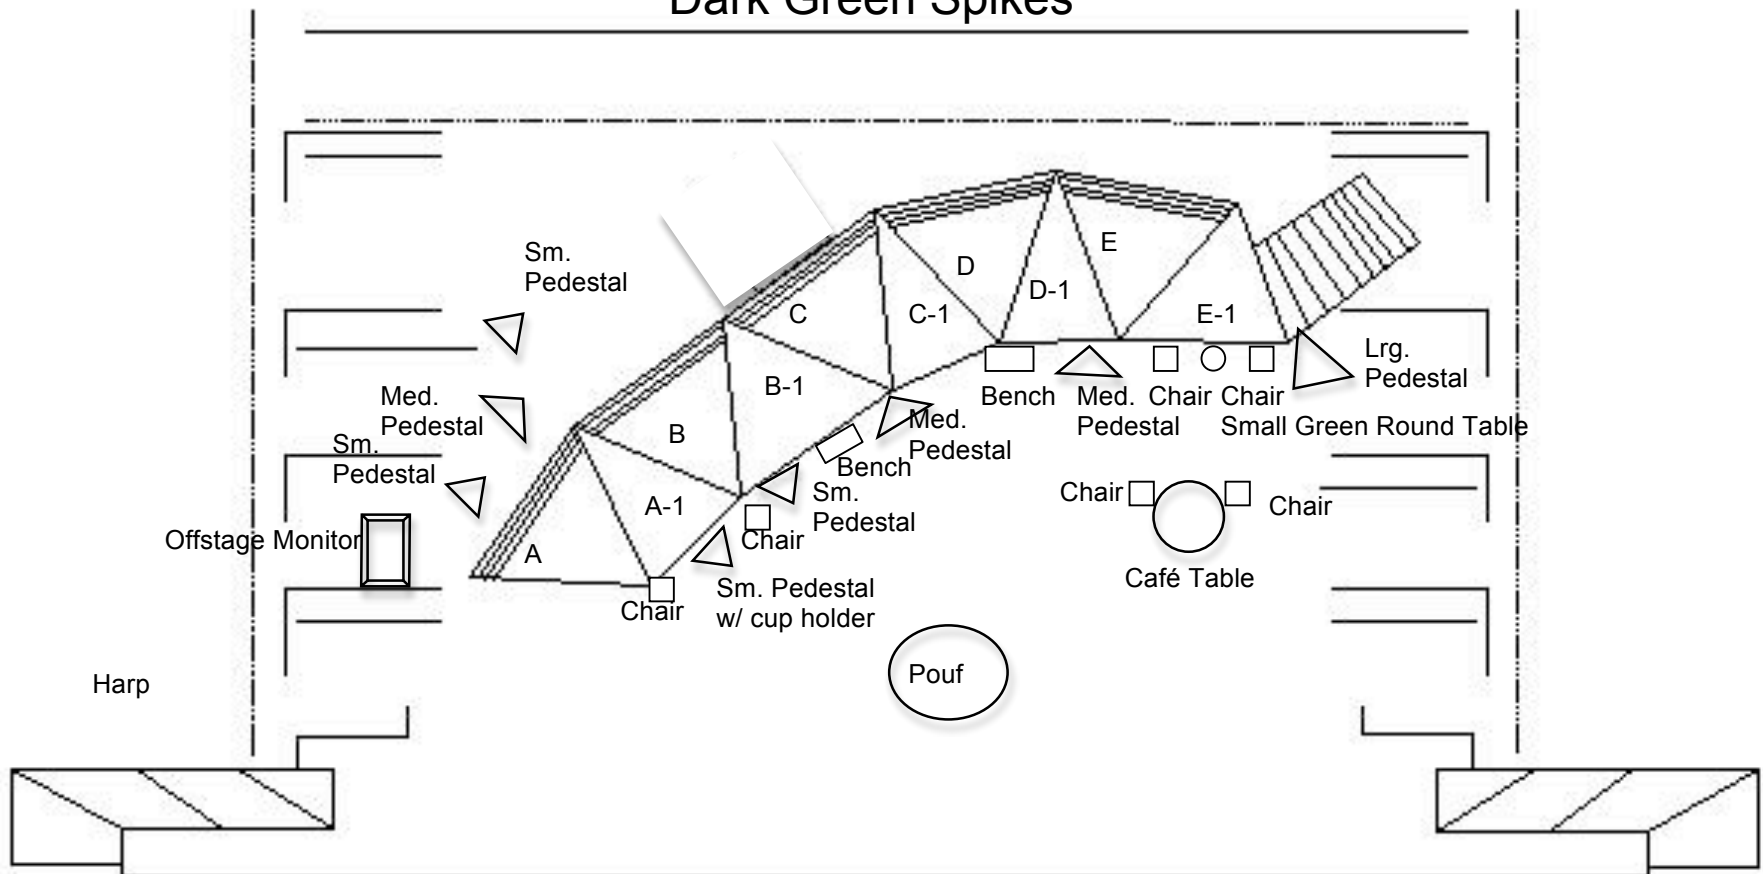 Dark Green Spikes
Sm.
Pedestal
E
D
D-1
C
C-1
E-1
Lrg.
Pedestal
Med.
Pedestal
B-1
Bench
Med.
Pedestal
Chair
Chair
Small Green Round Table
Sm.
Pedestal
B
Med.
Pedestal
Bench
A-1
Sm.
Pedestal
Chair
Chair
Offstage Monitor
A
Chair
Café Table
Chair
Sm. Pedestal
w/ cup holder
Harp
Pouf